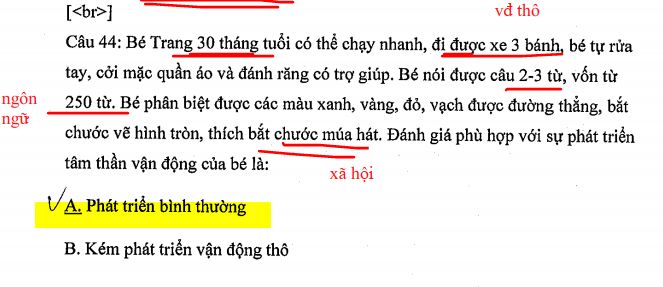 [<br>]
vđ thô
Câu 44: Bé Trang 30 tháng tuổi có thể chạy nhanh, đi được xe 3 bánh, bé tự rửa
tay, cởi mặc quần áo và đánh răng có trợ giúp. Bé nói được câu 2-3 từ, vốn từ
ngôn
ngữ
250 từ. Bé phân biệt được các màu xanh, vàng, đỏ, vạch được đường thẳng, bắt
chước vẽ hình tròn, thích bắt chước múa hát. Đánh giá phù hợp với sự phát triển
tâm thần vận động của bé là:
xã hội
A. Phát triển bình thường
B. Kém phát triển vận động thô